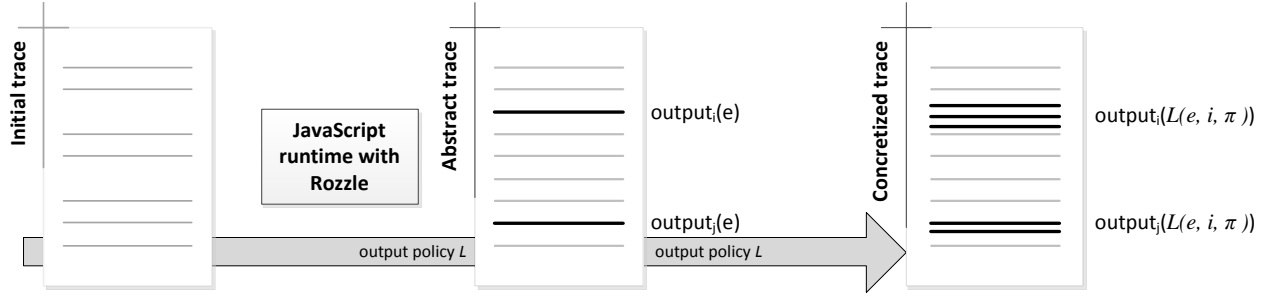 Initial trace
JavaScript
runtime with
Rozzle
Abstract trace
output_i(e)
output_j(e)
output policy L
output policy L
Concretized trace
output_i(L(e, i, π ))
output_j(L(e, i, π ))